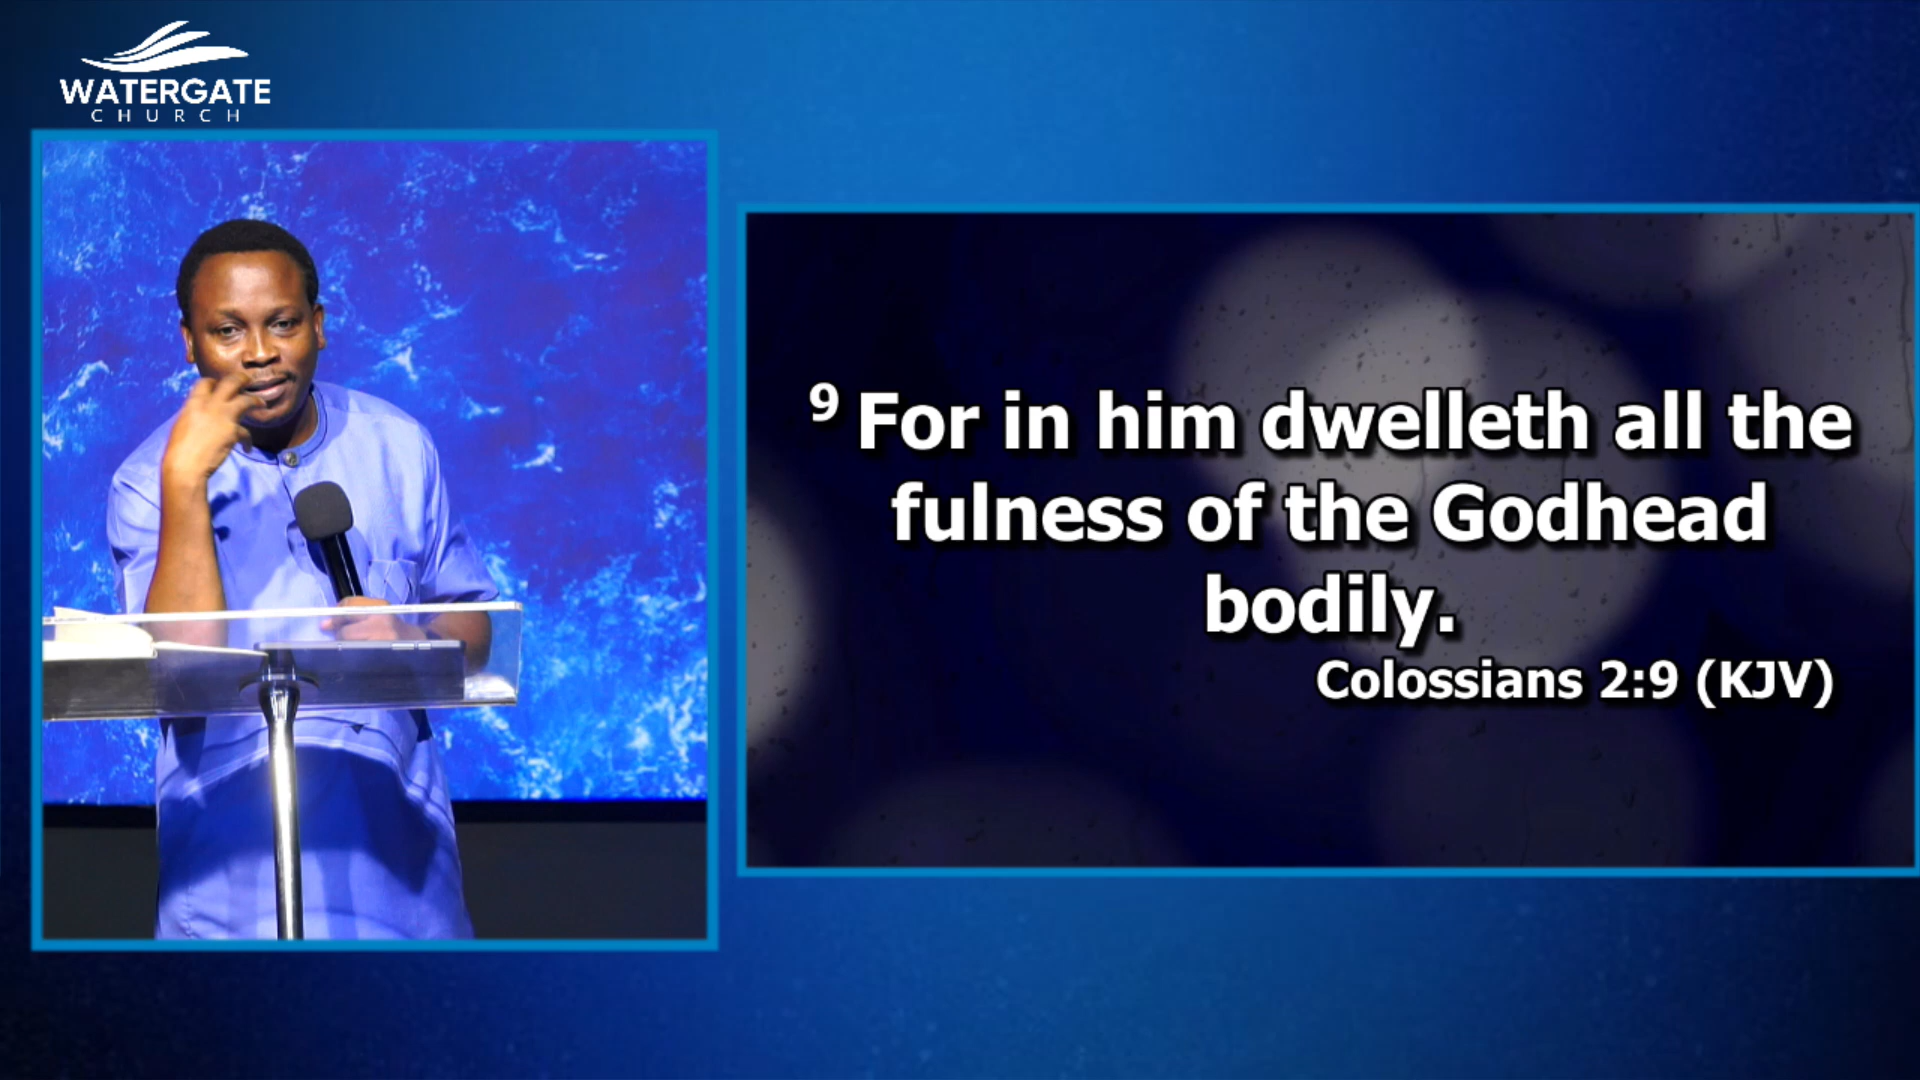 WATERGATE
CHURCH
9 For in him dwelleth all the
fulness of the Godhead
bodily.
Colossians 2:9 (KJV)